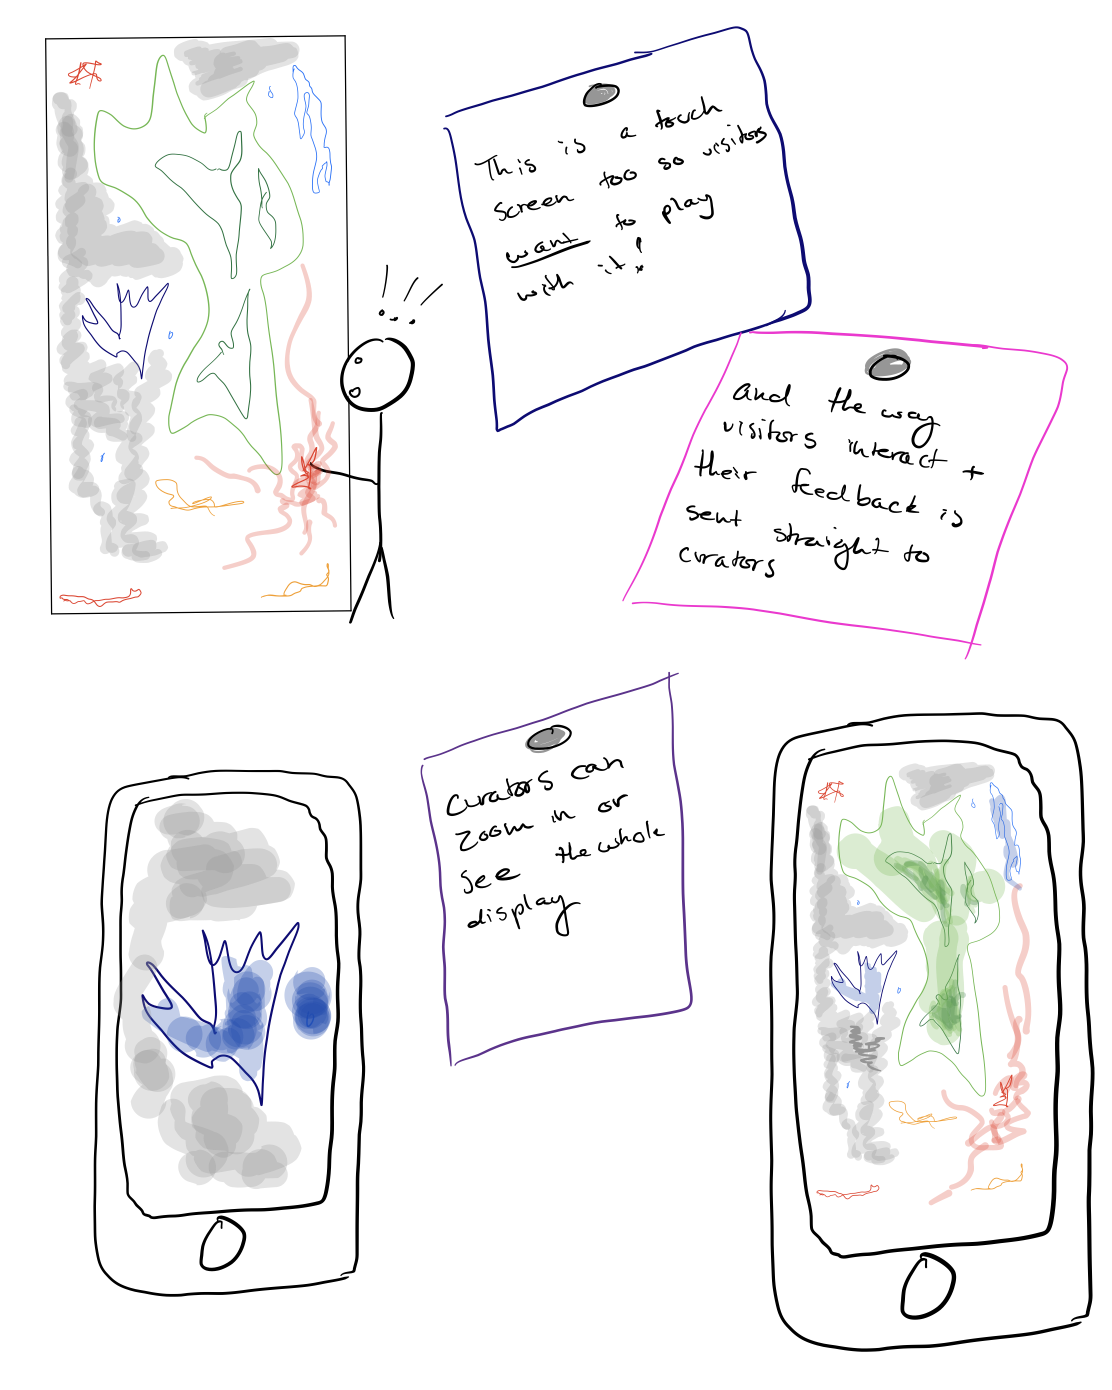 This is a touch
screen too so visitors
want to play
with it!
and the way
visitors interact +
their feedback is
sent straight to
curators
Curators can
zoom in or
see the whole
display